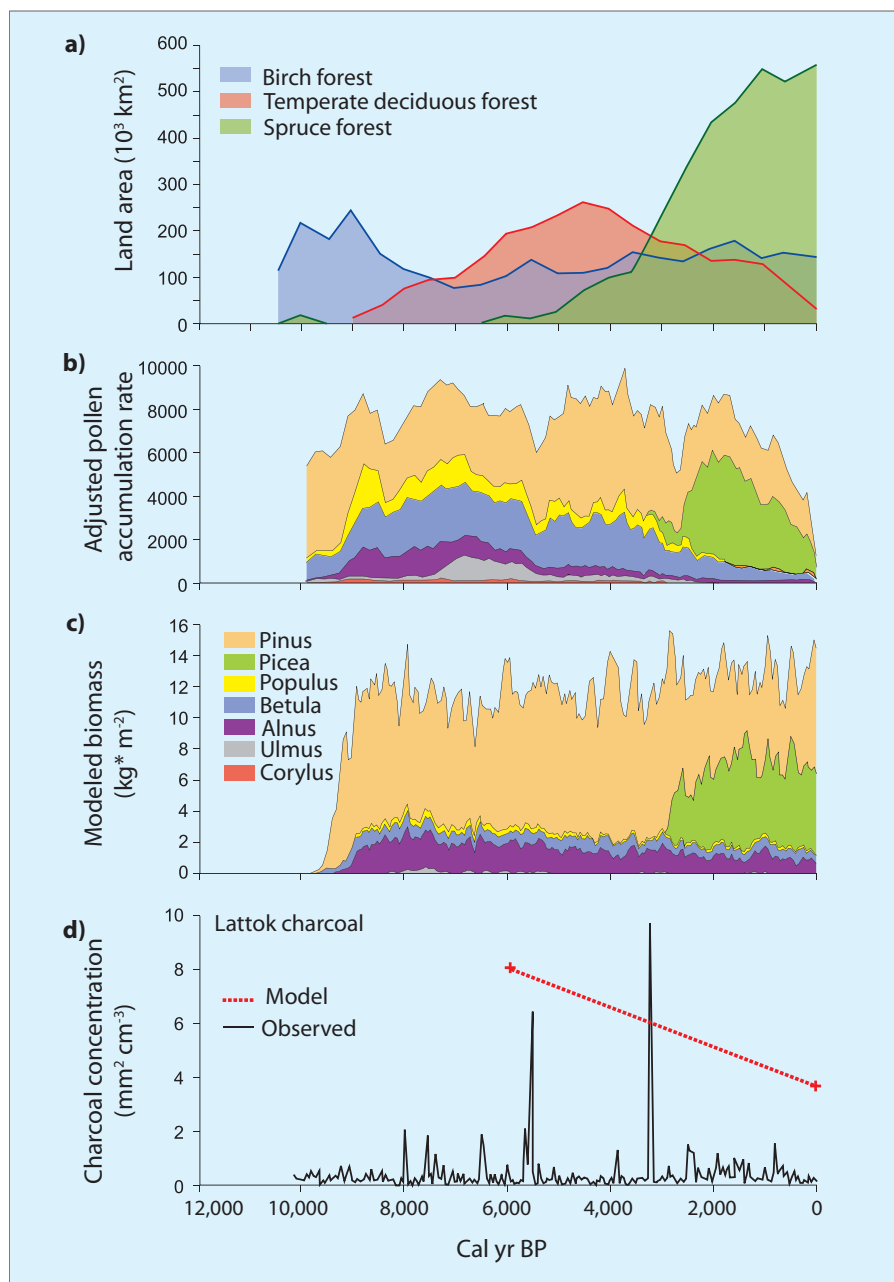 a)
Land area (10³ km²)
600
500
400
300
200
100
0
Birch forest
Temperate deciduous forest
Spruce forest
b)
Adjusted pollen
accumulation rate
10000
8000
6000
4000
2000
0
c)
Modeled biomass
(kg* m⁻²)
16
14
12
10
8
6
4
2
0
Pinus
Picea
Populus
Betula
Alnus
Ulmus
Corylus
d)
Charcoal concentration
(mm² cm⁻³)
10
8
6
4
2
0
Lattok charcoal
Model
Observed
12,000 10,000 8,000 6,000 4,000 2,000 0
Cal yr BP